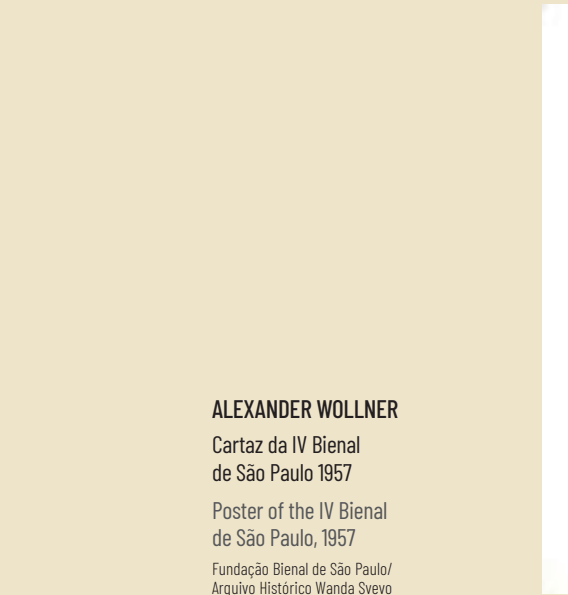 ALEXANDER WOLLNER
Cartaz da IV Bienal
de São Paulo 1957
Poster of the IV Bienal
de São Paulo, 1957
Fundação Bienal de São Paulo/
Arquivo Histórico Wanda Svevo